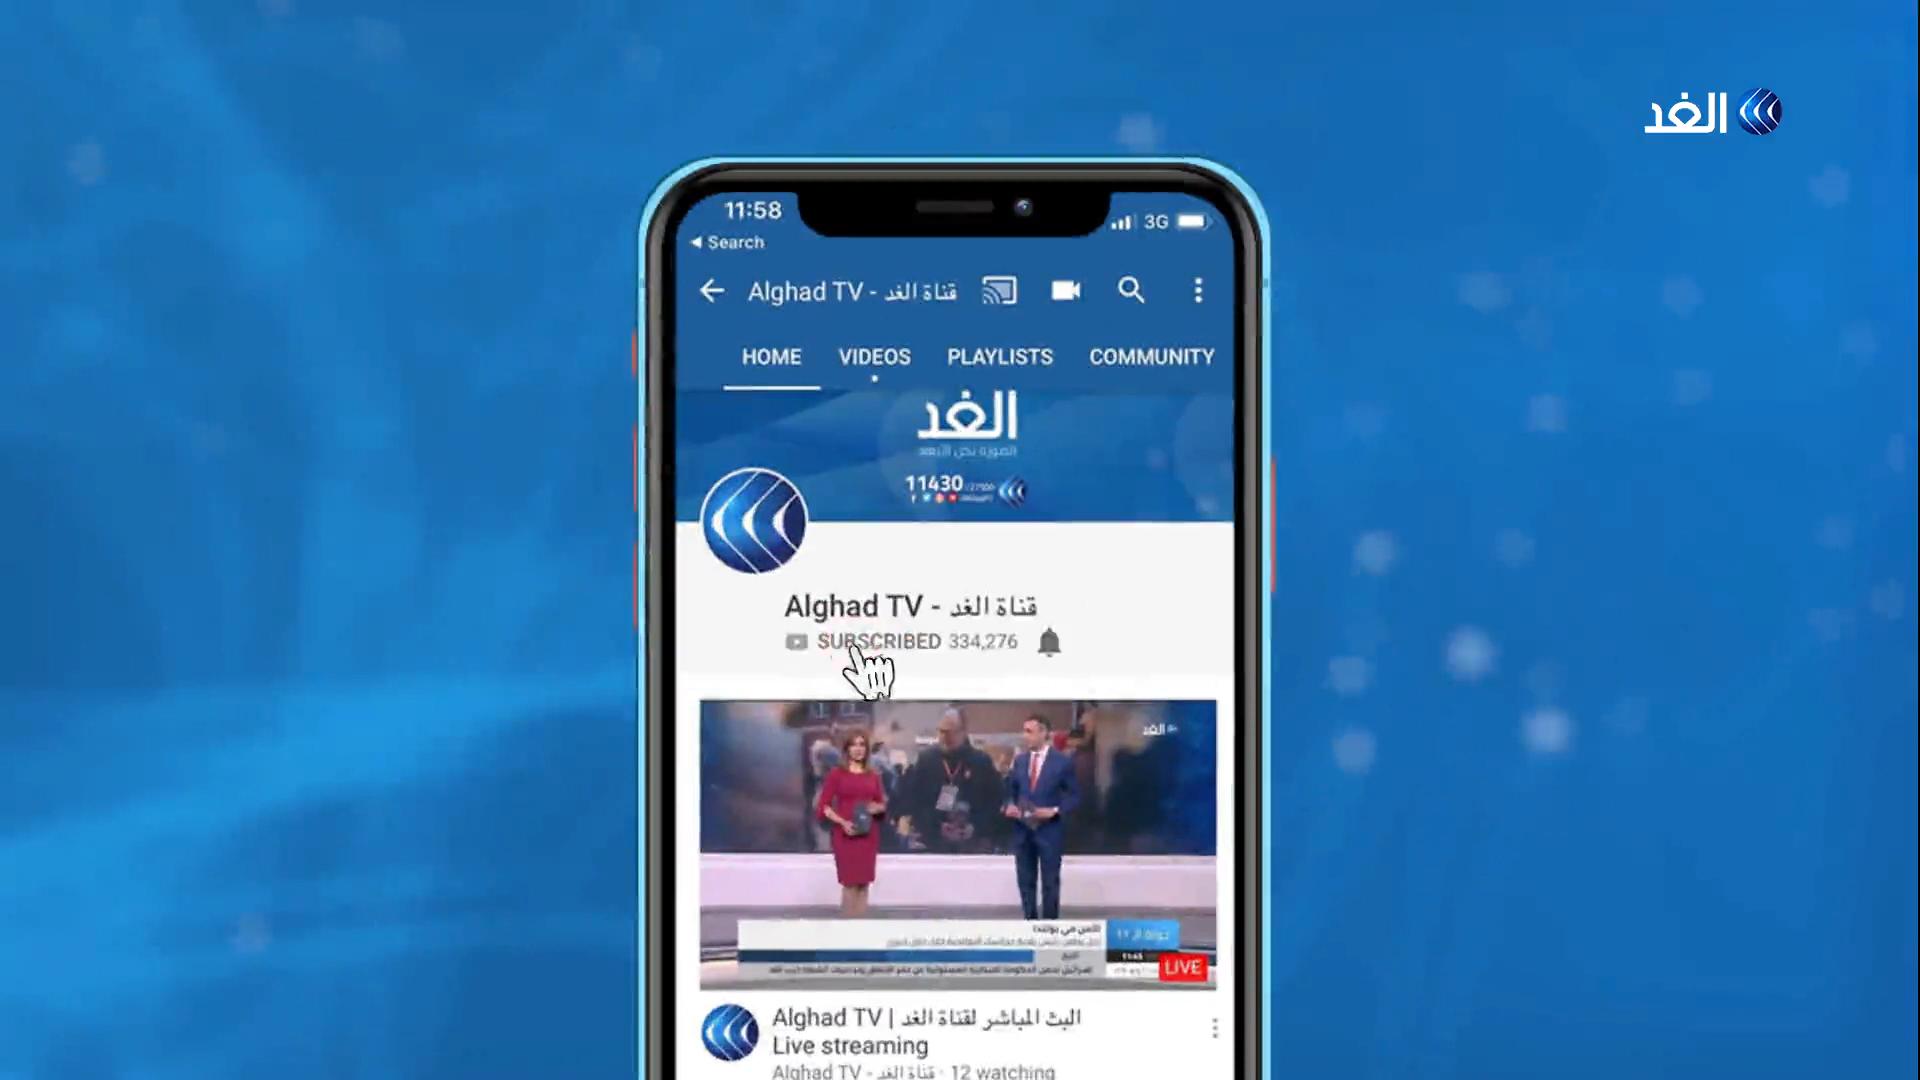 الغد
11:58
3G
Search
Alghad TV - قناة الغد
HOME VIDEOS PLAYLISTS COMMUNITY
الغد
11430
Alghad TV - قناة الغد
SUBSCRIBED 334,276
الغد
LIVE
Alghad TV | البث المباشر لقناة الغد
Live streaming
Alghad TV - قناة الغد · 12 watching